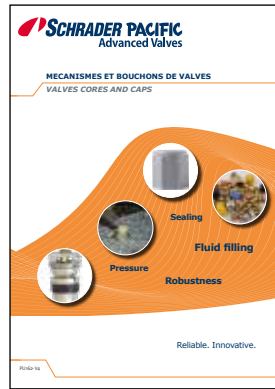 SCHRADER PACIFIC
Advanced Valves
MECANISMES ET BOUCHONS DE VALVES
VALVES CORES AND CAPS
Sealing
Fluid filling
Pressure
Robustness
Reliable. Innovative.